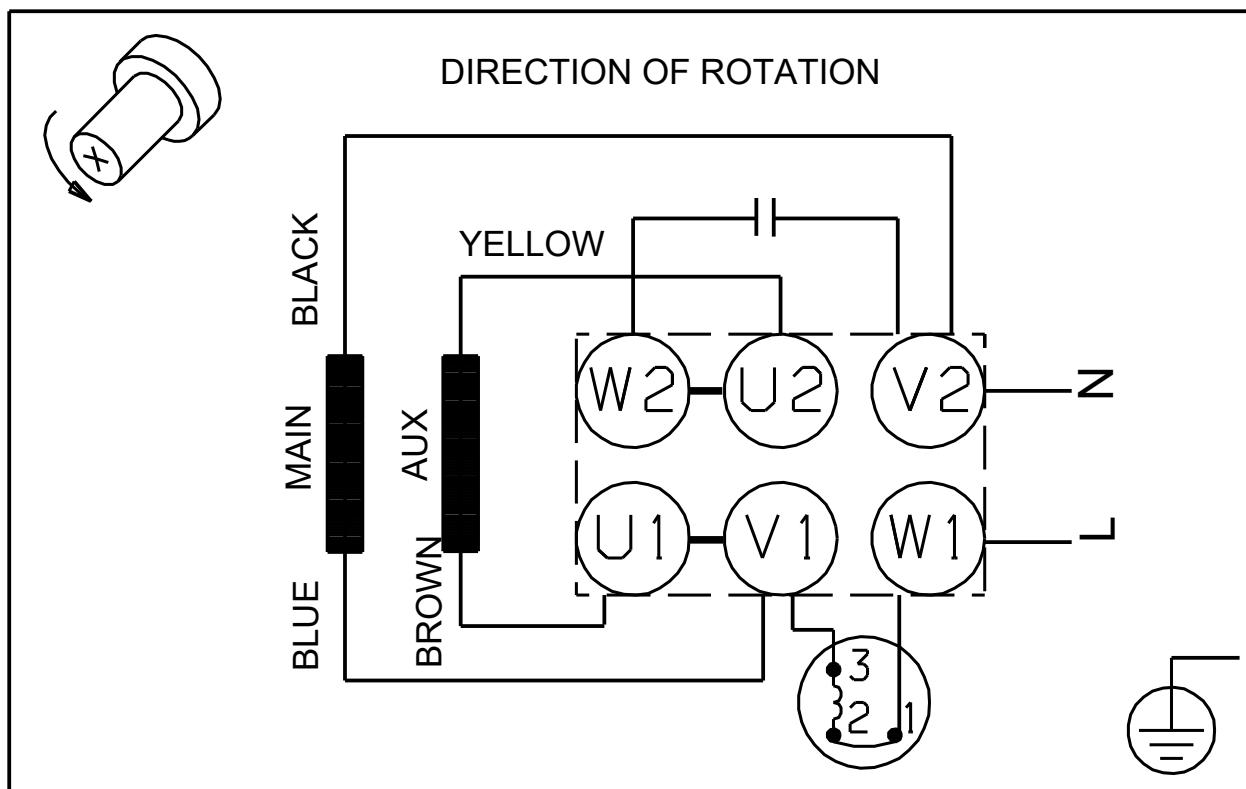 DIRECTION OF ROTATION
BLACK
YELLOW
MAIN
AUX
W2 U2 V2 N
U1 V1 W1 L
BLUE
BROWN
3
2 1